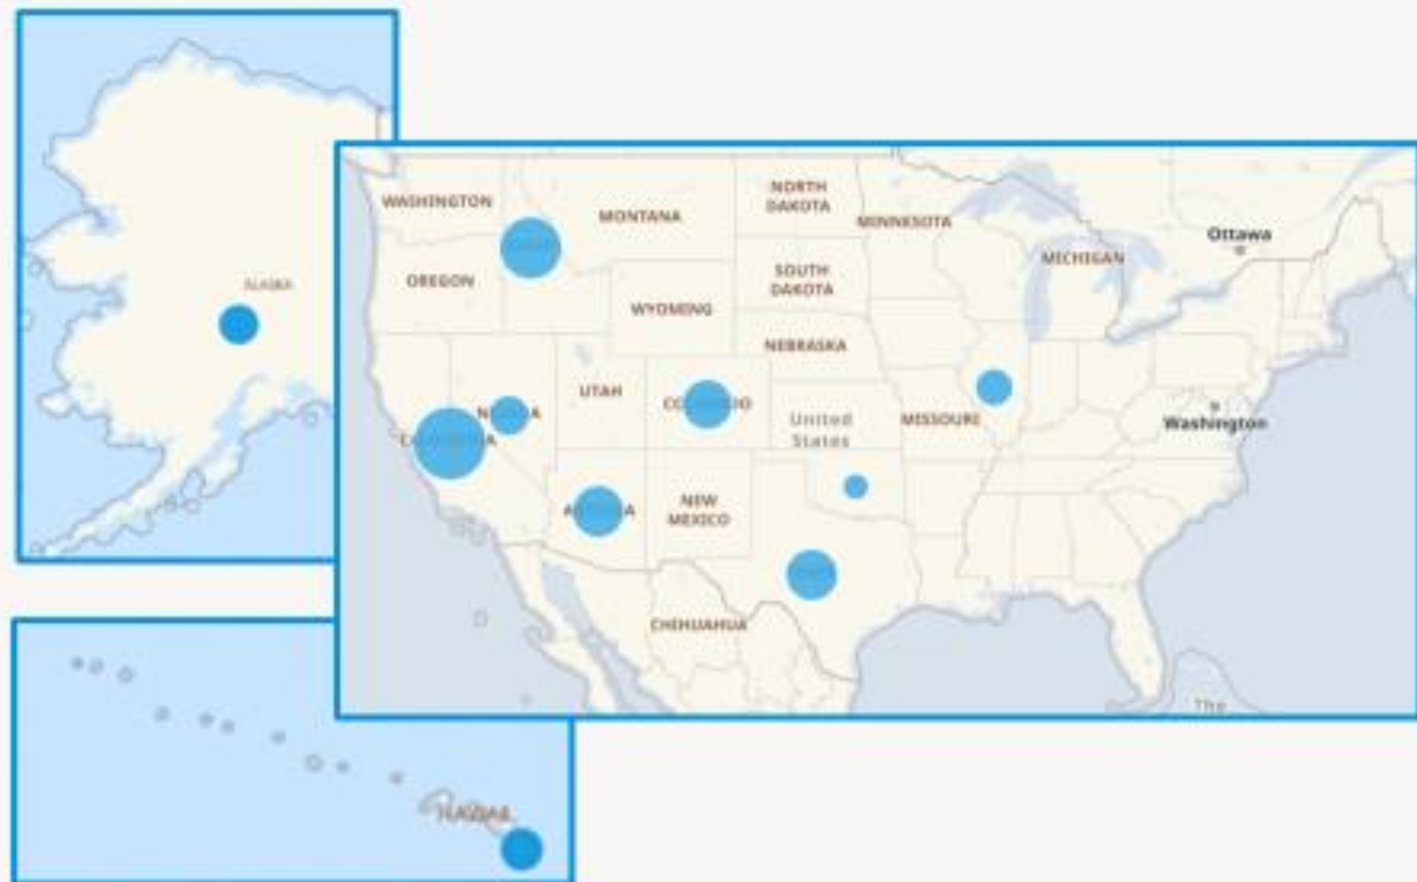 ALASKA
WASHINGTON
MONTANA
NORTH
DAKOTA
MINNESOTA
Ottawa
MICHIGAN
OREGON
SOUTH
DAKOTA
WYOMING
NEBRASKA
UTAH
United
States
MISSOURI
Washington
NEW
MEXICO
CHIHUAHUA
The